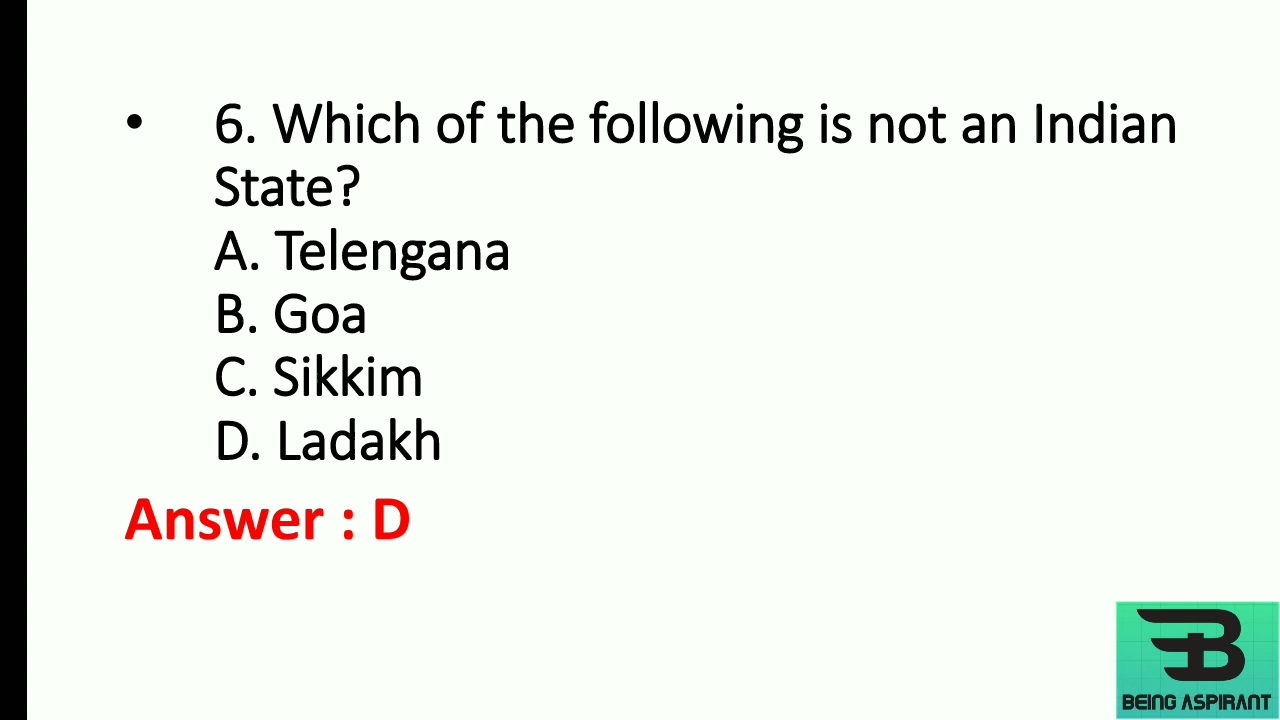 • 6. Which of the following is not an Indian
State?
A. Telengana
B. Goa
C. Sikkim
D. Ladakh
Answer : D
BEING ASPIRANT